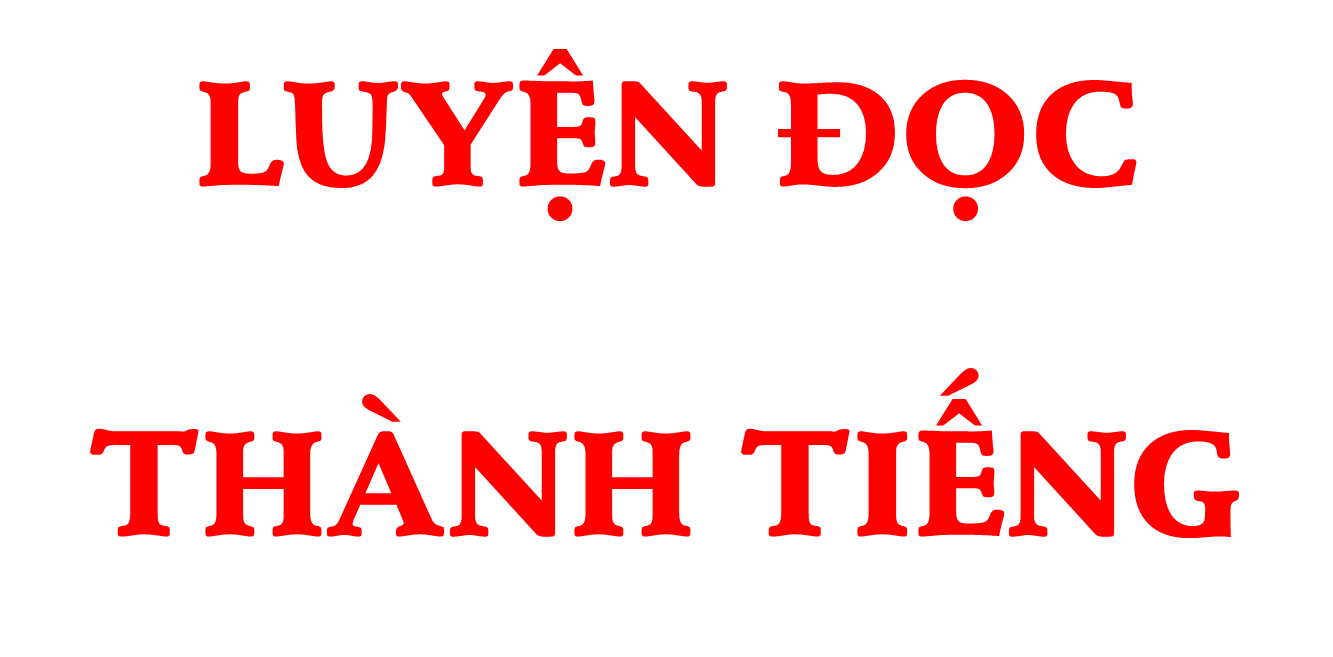 LUYỆN ĐỌC
THÀNH TIẾNG